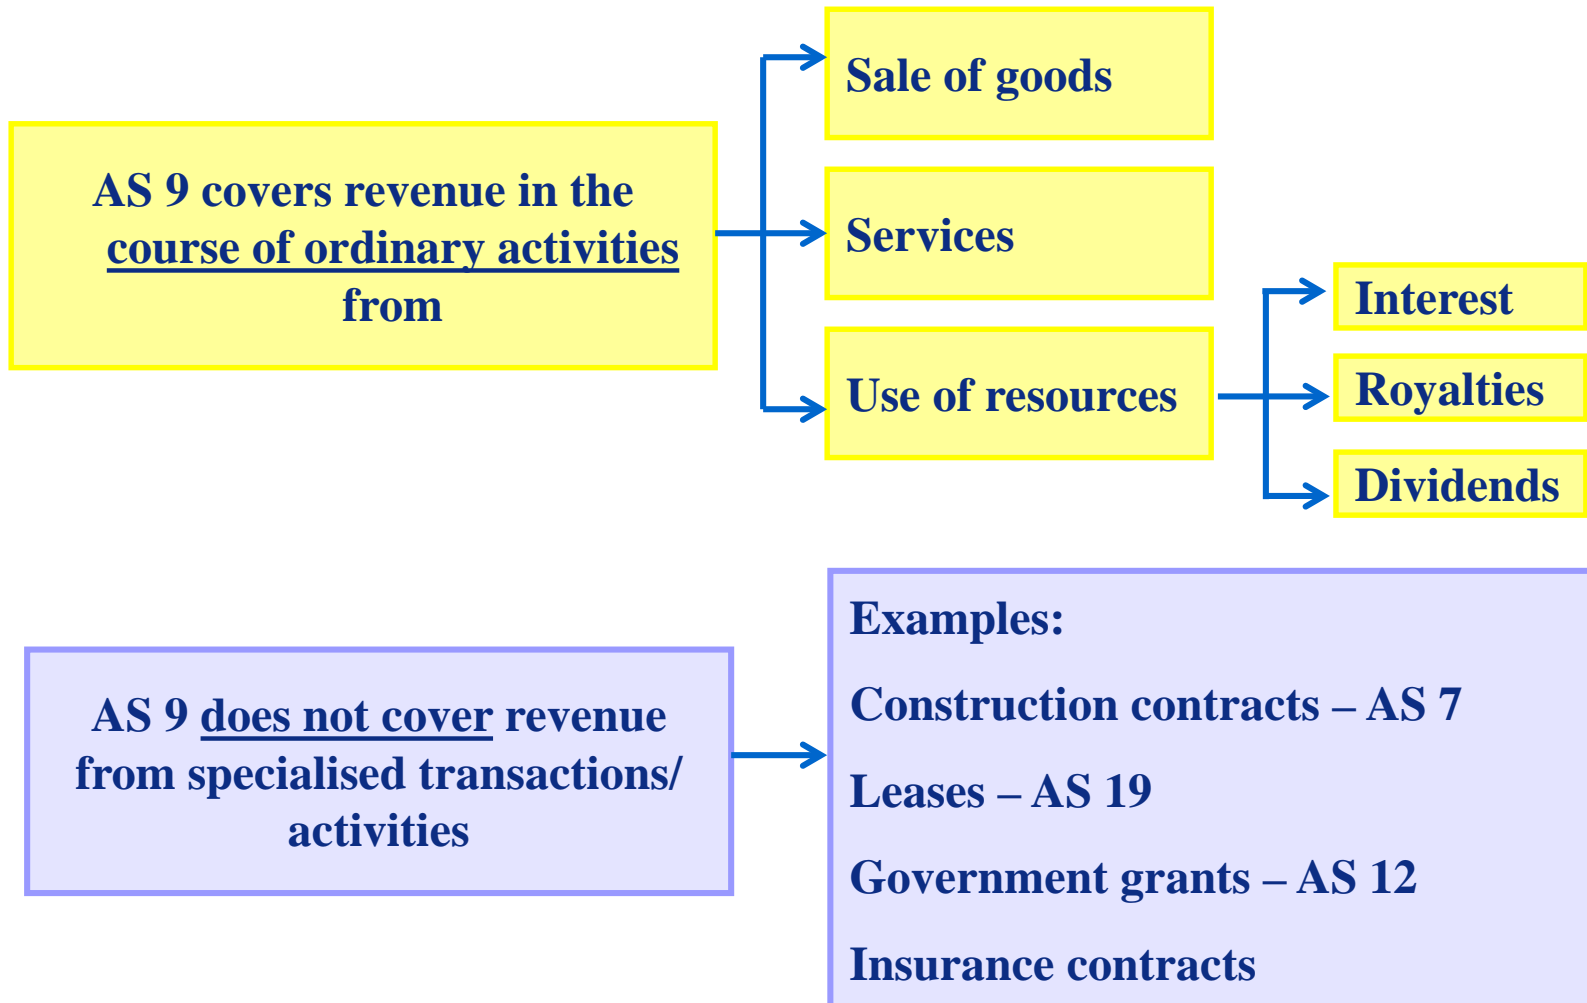 Sale of goods
AS 9 covers revenue in the
course of ordinary activities
from
Services
Use of resources
Interest
Royalties
Dividends
AS 9 does not cover revenue
from specialised transactions/
activities
Examples:
Construction contracts – AS 7
Leases – AS 19
Government grants – AS 12
Insurance contracts